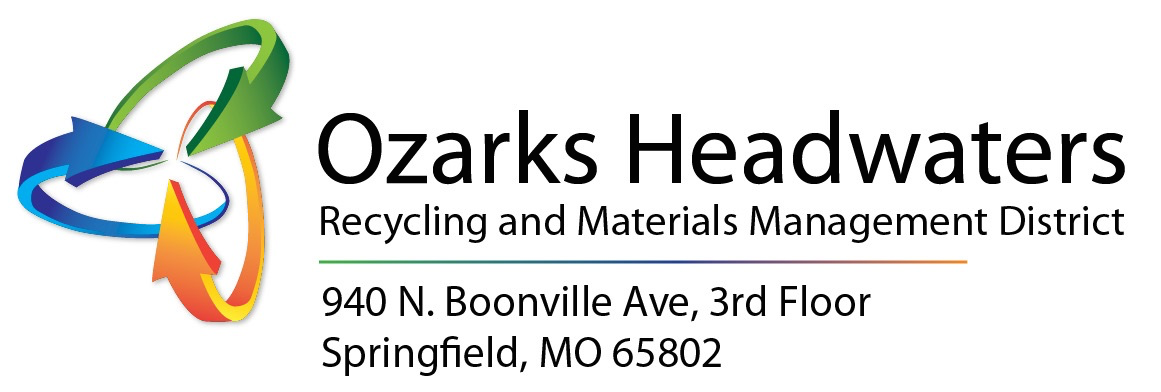 Ozarks Headwaters
Recycling and Materials Management District
940 N. Boonville Ave, 3rd Floor
Springfield, MO 65802